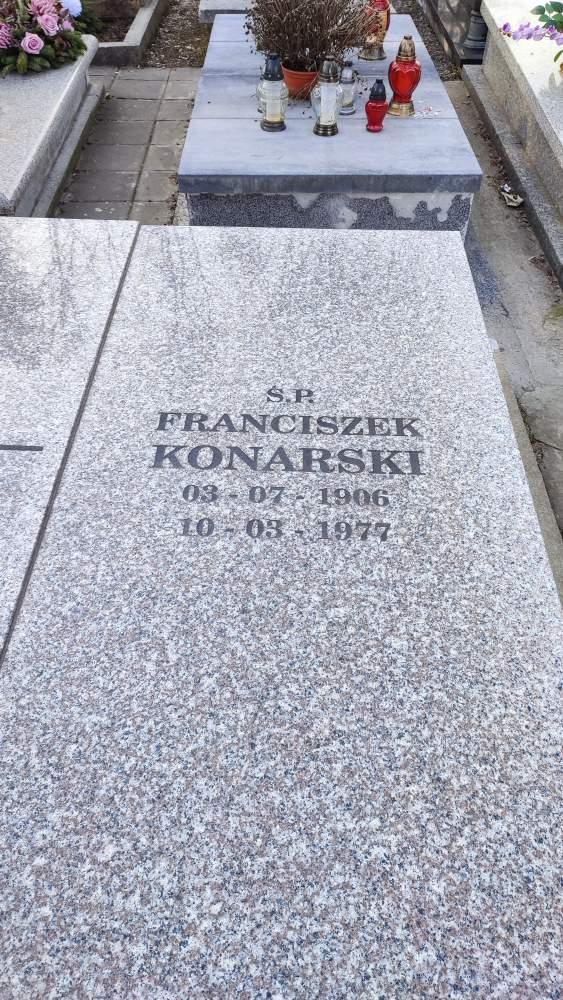 Ś.P.
FRANCISZEK
KONARSKI
03 - 07 - 1906
10 - 03 - 1977